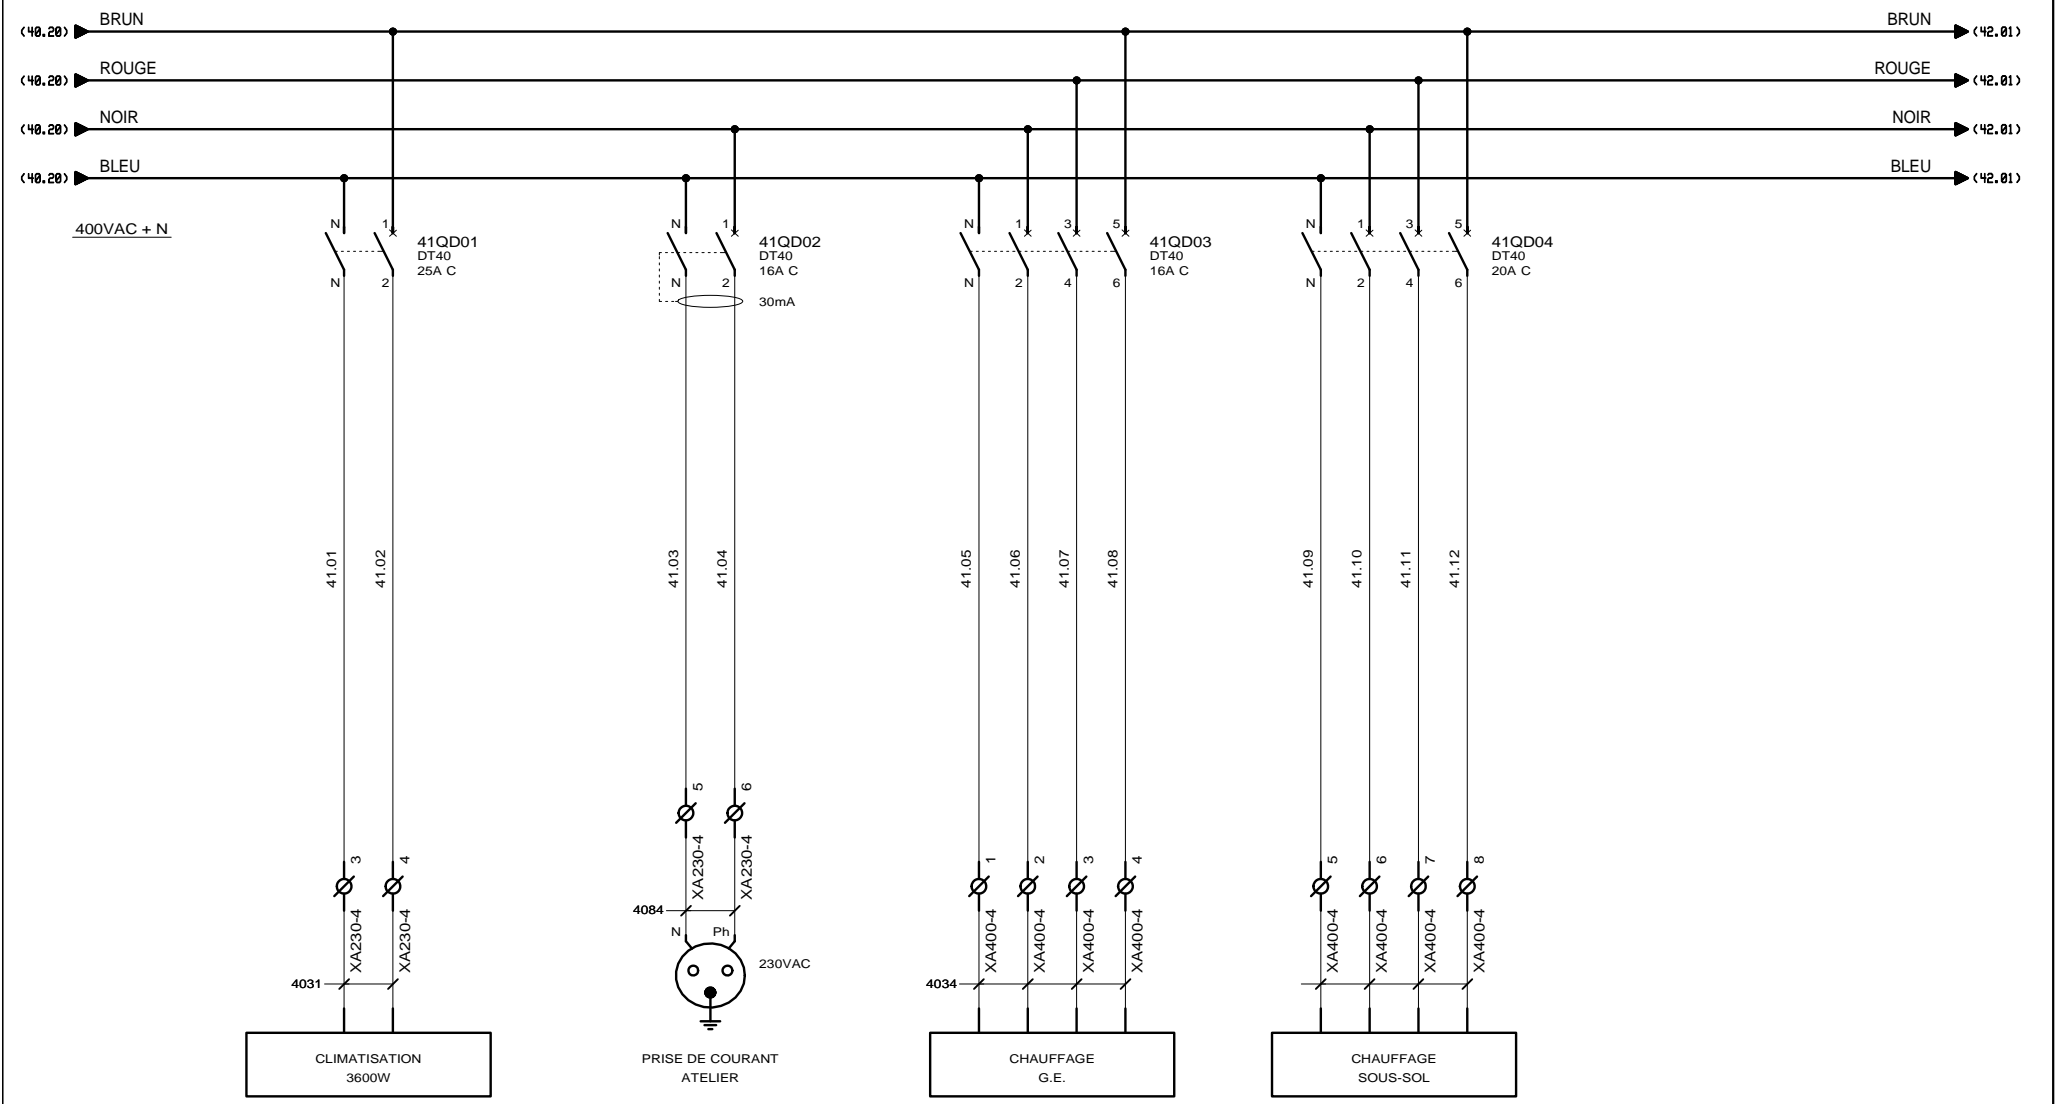 BRUN BRUN
(40.20) (42.01)
ROUGE ROUGE
(40.20) (42.01)
NOIR NOIR
(40.20) (42.01)
BLEU BLEU
(40.20) (42.01)
400VAC + N
N 1
41QD01
DT40
25A C
N 2
N 1
41QD02
DT40
16A C
N 2
30mA
N 1 3 5
41QD03
DT40
16A C
N 2 4 6
N 1 3 5
41QD04
DT40
20A C
N 2 4 6
41.01
41.02
41.03
41.04
41.05
41.06
41.07
41.08
41.09
41.10
41.11
41.12
3
XA230-4
4
XA230-4
4031
CLIMATISATION
3600W
5
XA230-4
6
XA230-4
4084
N Ph
230VAC
PRISE DE COURANT
ATELIER
1
XA400-4
2
XA400-4
3
XA400-4
4
XA400-4
4034
CHAUFFAGE
G.E.
5
XA400-4
6
XA400-4
7
XA400-4
8
XA400-4
CHAUFFAGE
SOUS-SOL